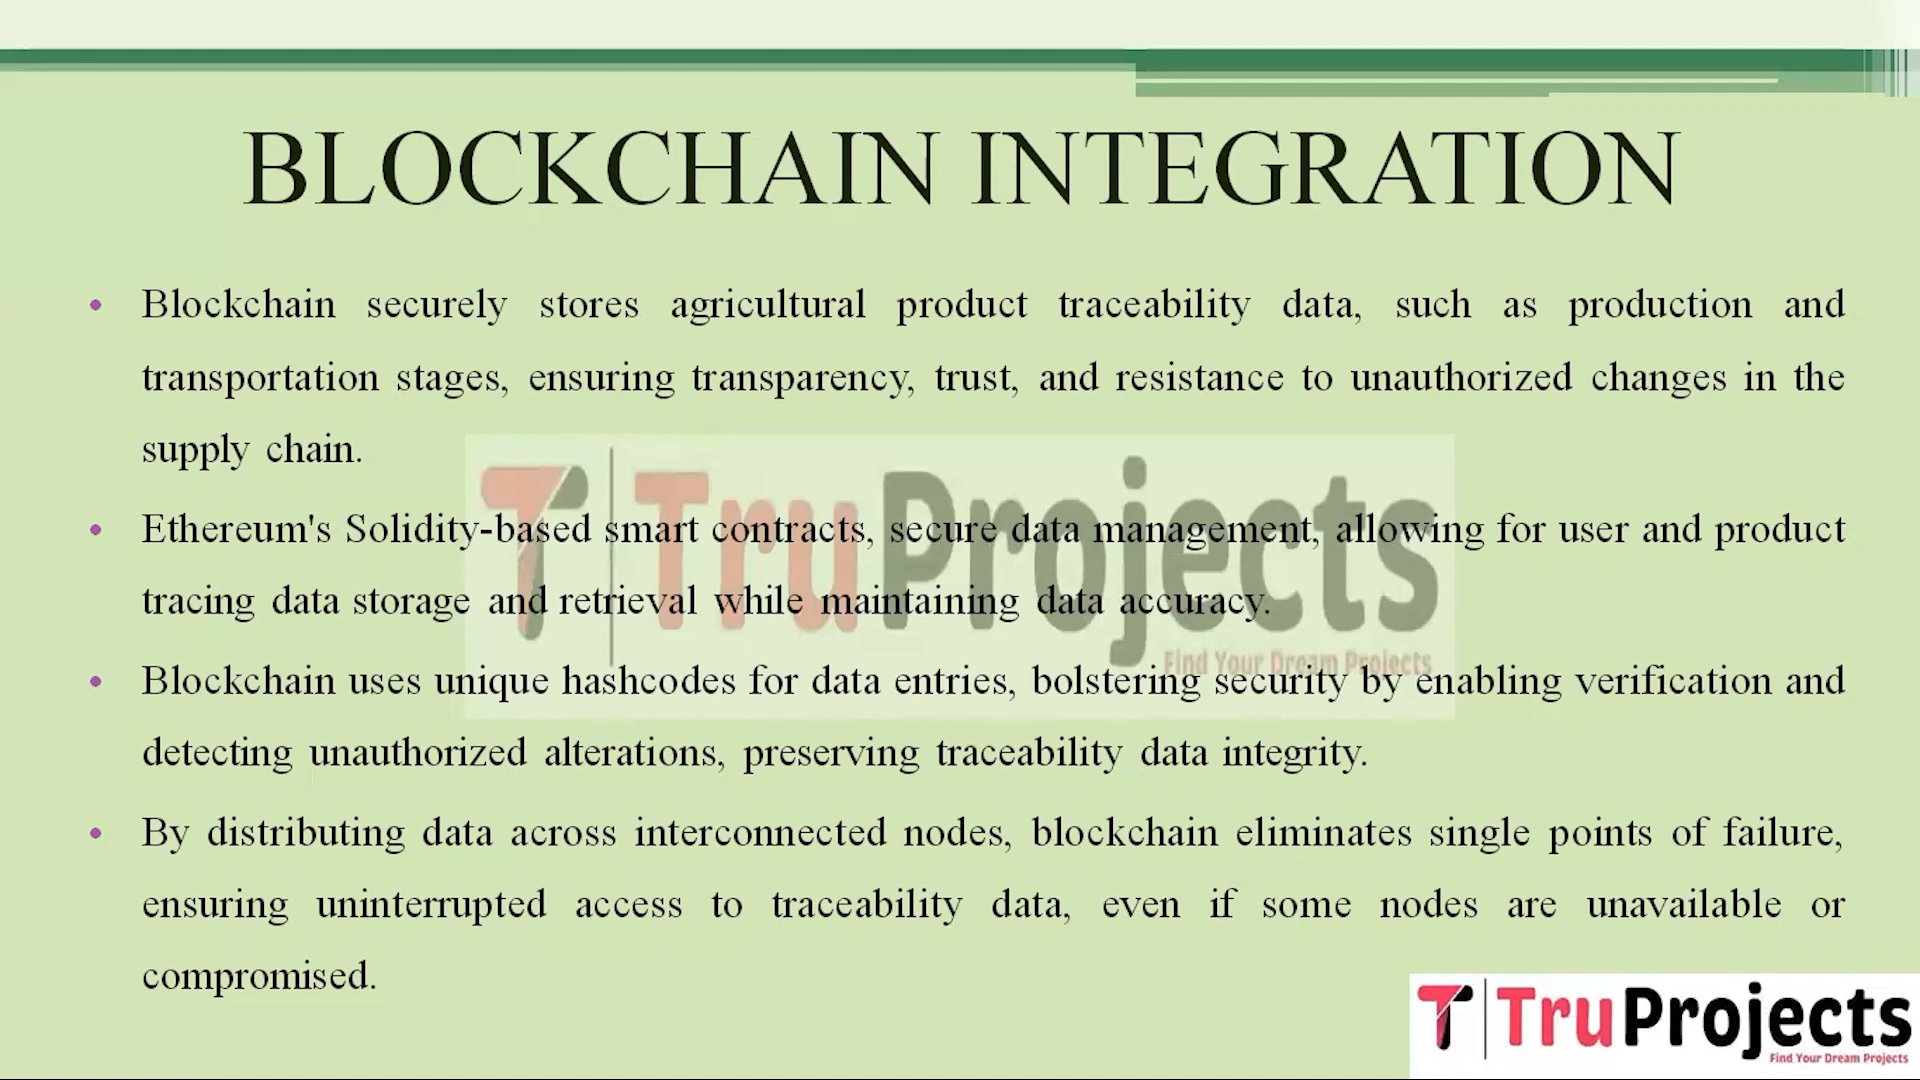 BLOCKCHAIN INTEGRATION
• Blockchain securely stores agricultural product traceability data, such as production and
transportation stages, ensuring transparency, trust, and resistance to unauthorized changes in the
supply chain.
• Ethereum's Solidity-based smart contracts, secure data management, allowing for user and product
tracing data storage and retrieval while maintaining data accuracy.
• Blockchain uses unique hashcodes for data entries, bolstering security by enabling verification and
detecting unauthorized alterations, preserving traceability data integrity.
• By distributing data across interconnected nodes, blockchain eliminates single points of failure,
ensuring uninterrupted access to traceability data, even if some nodes are unavailable or
compromised.
TruProjects
Find Your Dream Projects
TruProjects
Find Your Dream Projects